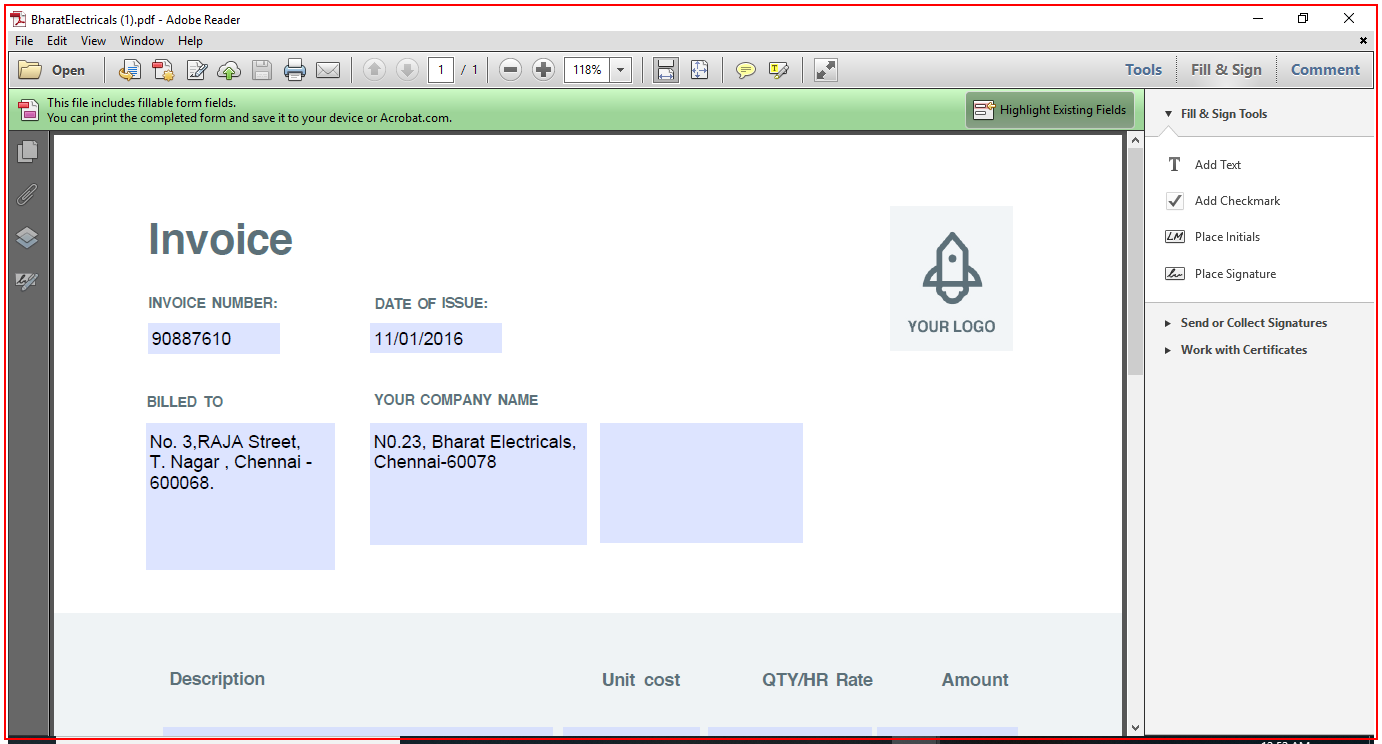 BharatElectricals (1).pdf - Adobe Reader
File Edit View Window Help
Open 1 / 1 118% Tools Fill & Sign Comment
This file includes fillable form fields.
You can print the completed form and save it to your device or Acrobat.com.
Highlight Existing Fields
Fill & Sign Tools
Add Text
Add Checkmark
Place Initials
Place Signature
Send or Collect Signatures
Work with Certificates
Invoice
YOUR LOGO
INVOICE NUMBER: DATE OF ISSUE:
90887610 11/01/2016
BILLED TO YOUR COMPANY NAME
No. 3,RAJA Street,
T. Nagar , Chennai -
600068.
N0.23, Bharat Electricals,
Chennai-60078
Description Unit cost QTY/HR Rate Amount